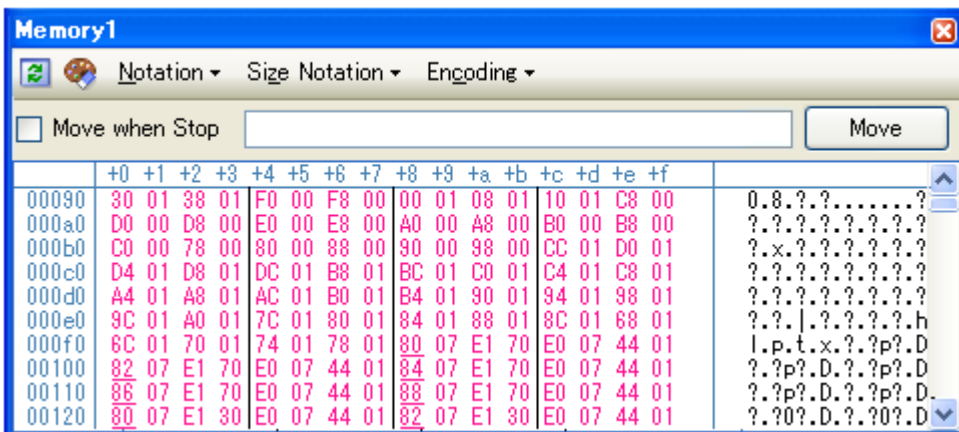 Memory1
Notation Size Notation Encoding
Move when Stop Move
+0 +1 +2 +3 +4 +5 +6 +7 +8 +9 +a +b +c +d +e +f
00090 30 01 38 01 F0 00 F8 00 00 01 08 01 10 01 C8 00 0.8.?.?.......?
000a0 D0 00 D8 00 E0 00 E8 00 A0 00 A8 00 B0 00 B8 00 ?.?.?.?.?.?.?.?
000b0 C0 00 78 00 80 00 88 00 90 00 98 00 CC 01 D0 01 ?.x.?.?.?.?.?.?
000c0 D4 01 D8 01 DC 01 B8 01 BC 01 C0 01 C4 01 C8 01 ?.?.?.?.?.?.?.?
000d0 A4 01 A8 01 AC 01 B0 01 B4 01 90 01 94 01 98 01 ?.?.?.?.?.?.?.?
000e0 9C 01 A0 01 7C 01 80 01 84 01 88 01 8C 01 68 01 ?.?.|.?.?.?.?.h
000f0 6C 01 70 01 74 01 78 01 80 07 E1 70 E0 07 44 01 l.p.t.x.?.?p?.D
00100 82 07 E1 70 E0 07 44 01 84 07 E1 70 E0 07 44 01 ?.?p?.D.?.?p?.D
00110 86 07 E1 70 E0 07 44 01 88 07 E1 70 E0 07 44 01 ?.?p?.D.?.?p?.D.
00120 80 07 E1 30 E0 07 44 01 82 07 E1 30 E0 07 44 01 ?.?0?.D.?.?0?.D